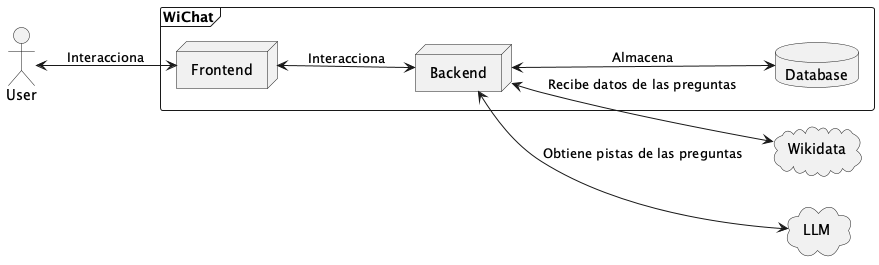 WiChat
Interacciona
Interacciona
Almacena
User
Frontend
Backend
Database
Recibe datos de las preguntas
Wikidata
Obtiene pistas de las preguntas
LLM